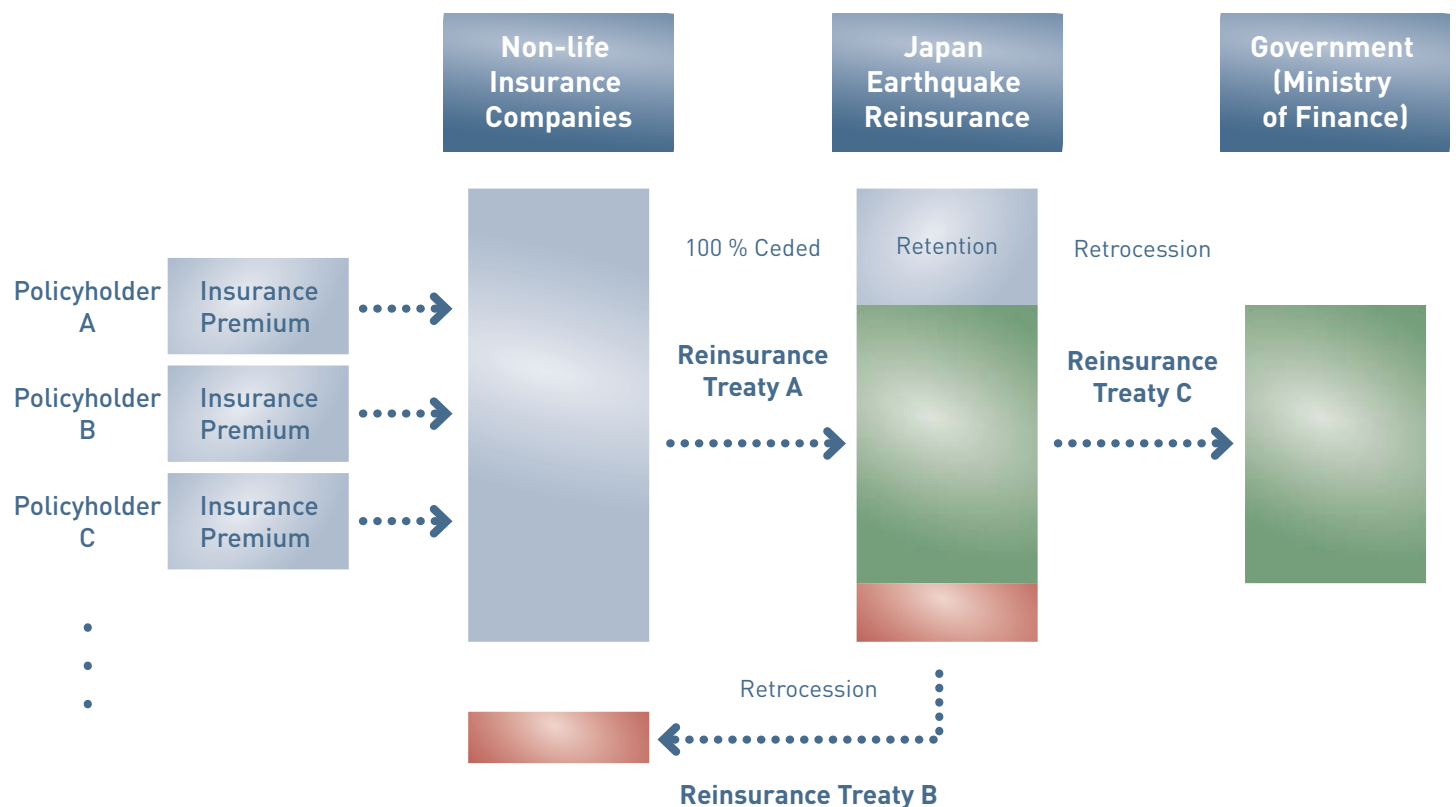 Non-life
Insurance
Companies
Japan
Earthquake
Reinsurance
Government
(Ministry
of Finance)
100 % Ceded
Retention
Retrocession
Policyholder
A
Insurance
Premium
Reinsurance
Treaty A
Reinsurance
Treaty C
Policyholder
B
Insurance
Premium
Policyholder
C
Insurance
Premium
Retrocession
Reinsurance Treaty B